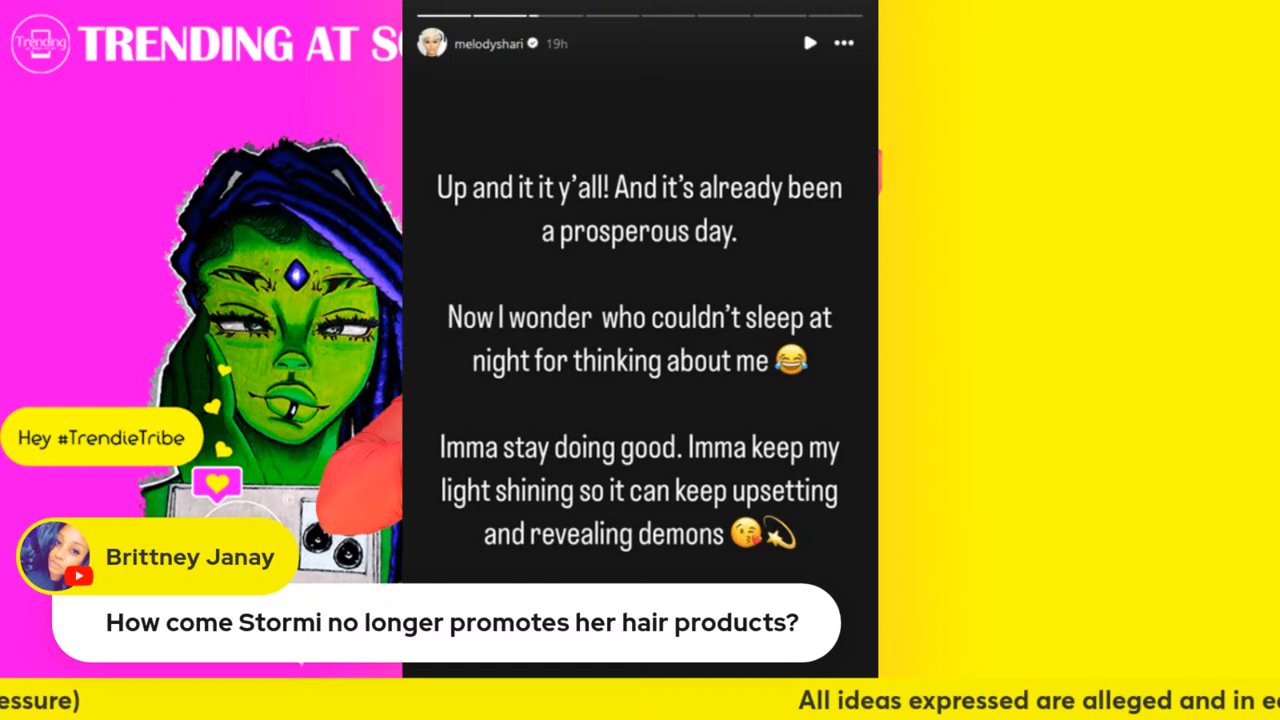 Trending
TRENDING AT S
melodyshari 19h
Up and it it y’all! And it’s already been
a prosperous day.
Now I wonder who couldn’t sleep at
night for thinking about me 😂
Imma stay doing good. Imma keep my
light shining so it can keep upsetting
and revealing demons 😘💫
Hey #TrendieTribe
Brittney Janay
How come Stormi no longer promotes her hair products?
essure)
All ideas expressed are alleged and in e